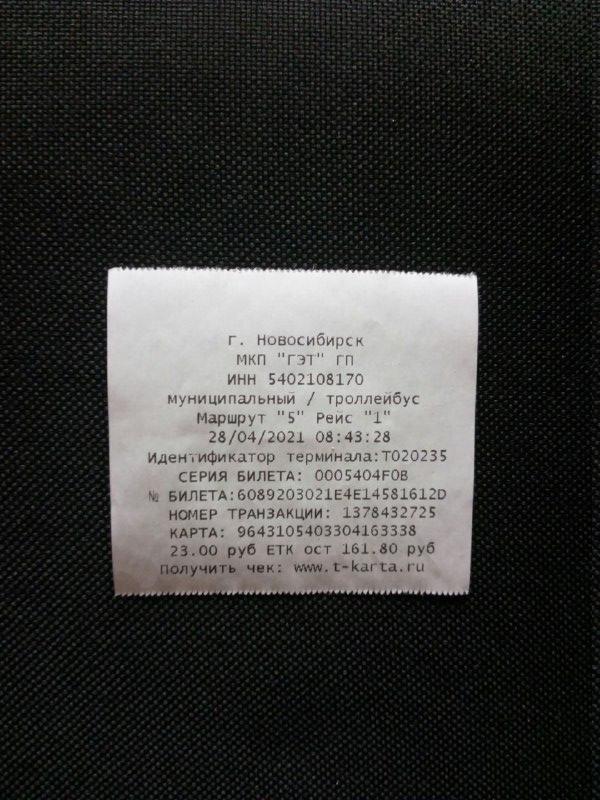 г. Новосибирск
МКП "ГЭТ" ГП
ИНН 5402108170
муниципальный / троллейбус
Маршрут "5" Рейс "1"
28/04/2021 08:43:28
Идентификатор терминала:T020235
СЕРИЯ БИЛЕТА: 0005404F0B
№ БИЛЕТА:6089203021E4E14581612D
НОМЕР ТРАНЗАКЦИИ: 1378432725
КАРТА: 9643105403304163338
23.00 руб ЕТК ост 161.80 руб
Получить чек: www.t-karta.ru